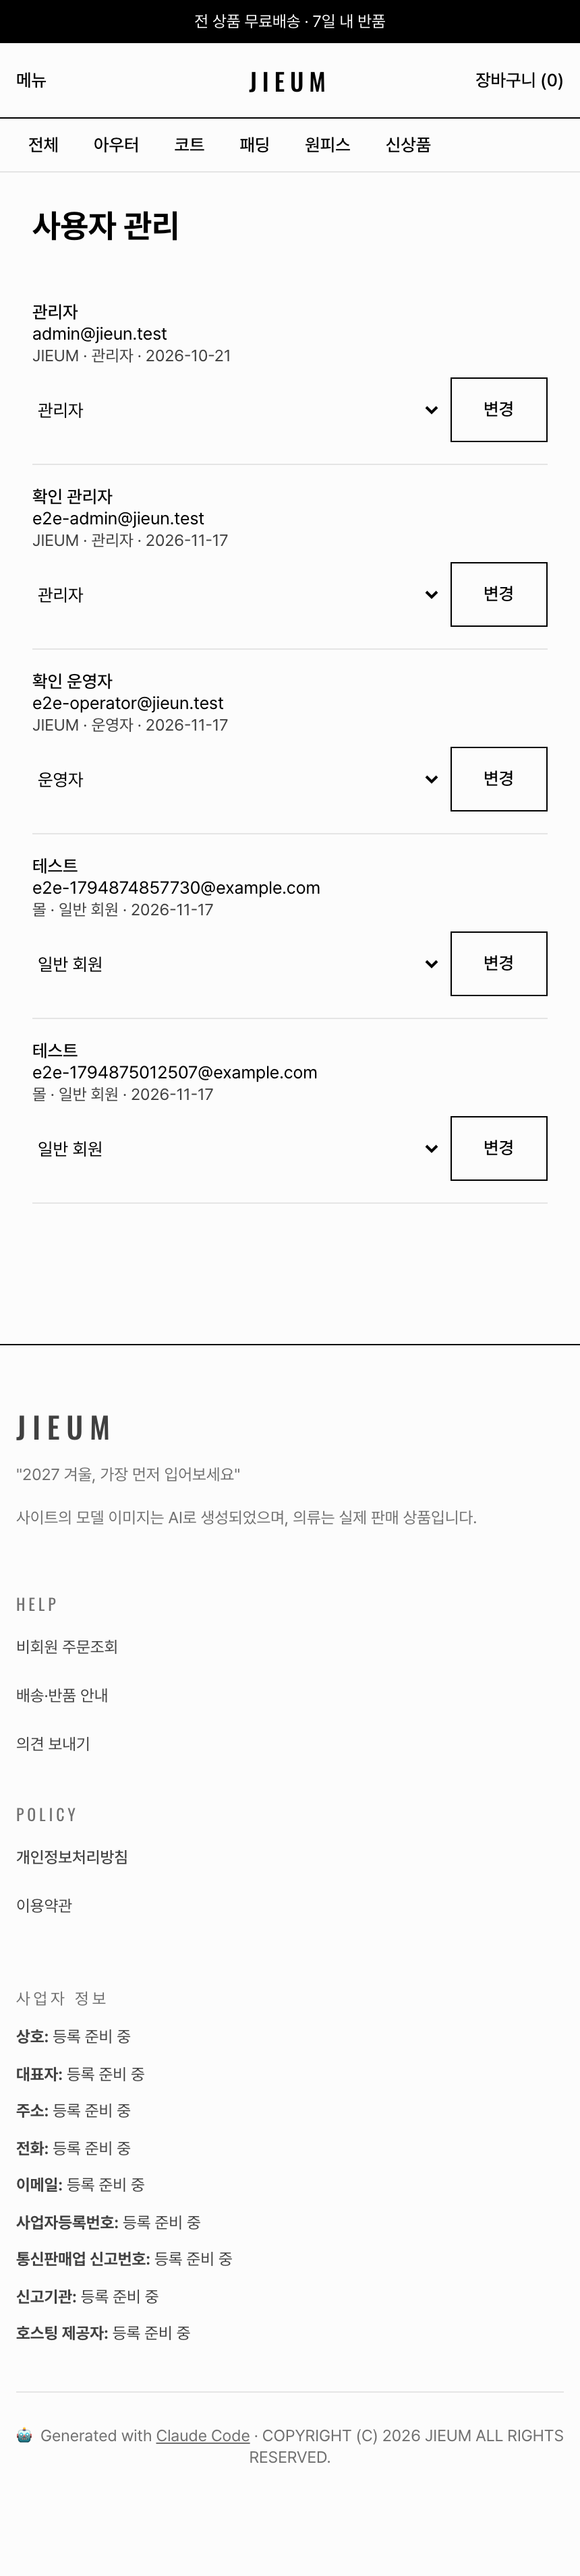 전 상품 무료배송 · 7일 내 반품
메뉴
JIEUM
장바구니 (0)
전체 아우터 코트 패딩 원피스 신상품
사용자 관리
관리자
admin@jieun.test
JIEUM · 관리자 · 2026-10-21
관리자 변경
확인 관리자
e2e-admin@jieun.test
JIEUM · 관리자 · 2026-11-17
관리자 변경
확인 운영자
e2e-operator@jieun.test
JIEUM · 운영자 · 2026-11-17
운영자 변경
테스트
e2e-1794874857730@example.com
몰 · 일반 회원 · 2026-11-17
일반 회원 변경
테스트
e2e-1794875012507@example.com
몰 · 일반 회원 · 2026-11-17
일반 회원 변경
JIEUM
"2027 겨울, 가장 먼저 입어보세요"
사이트의 모델 이미지는 AI로 생성되었으며, 의류는 실제 판매 상품입니다.
HELP
비회원 주문조회
배송·반품 안내
의견 보내기
POLICY
개인정보처리방침
이용약관
사업자 정보
상호: 등록 준비 중
대표자: 등록 준비 중
주소: 등록 준비 중
전화: 등록 준비 중
이메일: 등록 준비 중
사업자등록번호: 등록 준비 중
통신판매업 신고번호: 등록 준비 중
신고기관: 등록 준비 중
호스팅 제공자: 등록 준비 중
🤖 Generated with Claude Code · COPYRIGHT (C) 2026 JIEUM ALL RIGHTS
RESERVED.